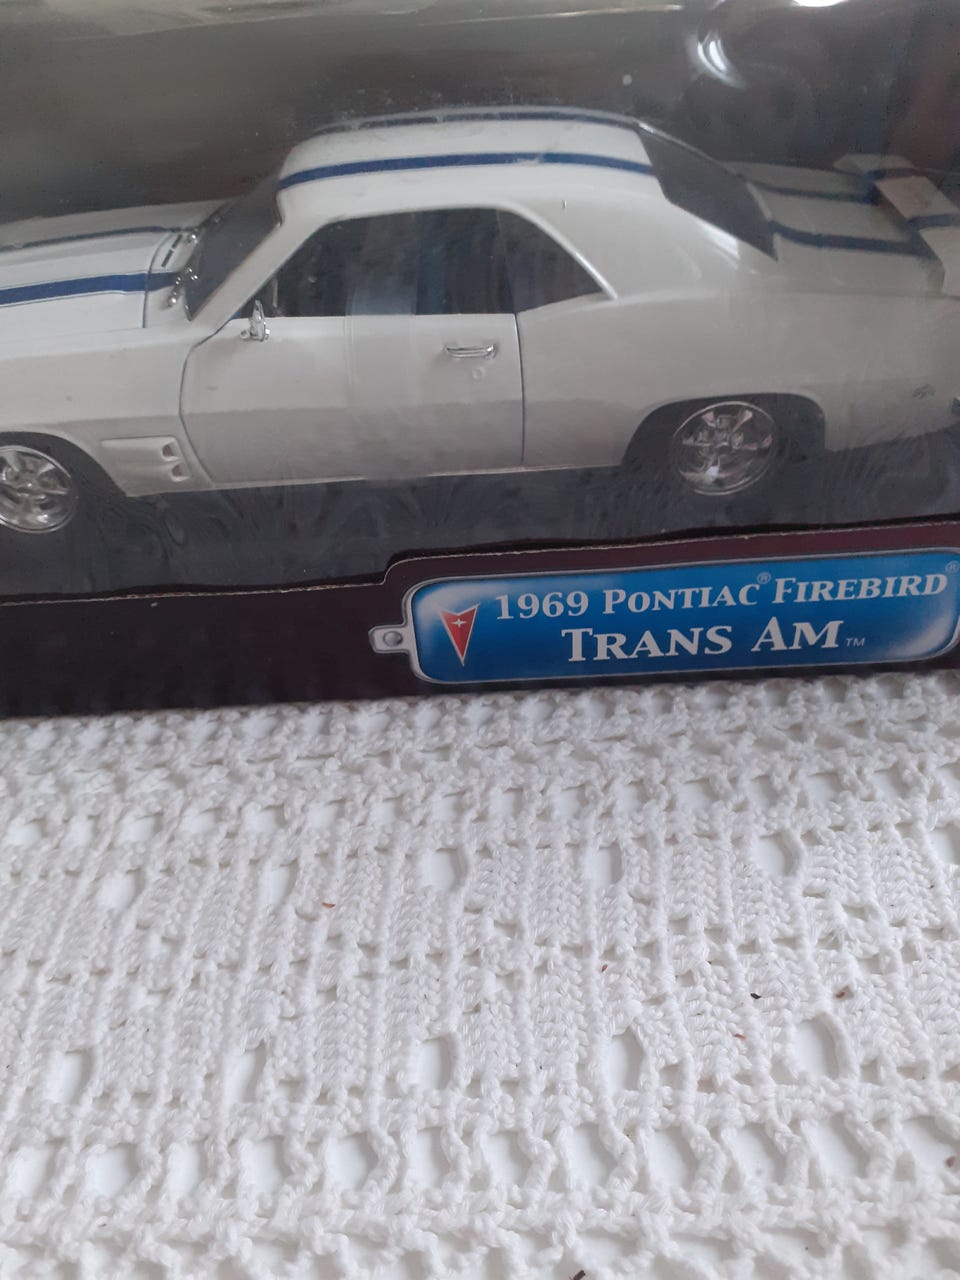 1969 PONTIAC® FIREBIRD®
TRANS AM™